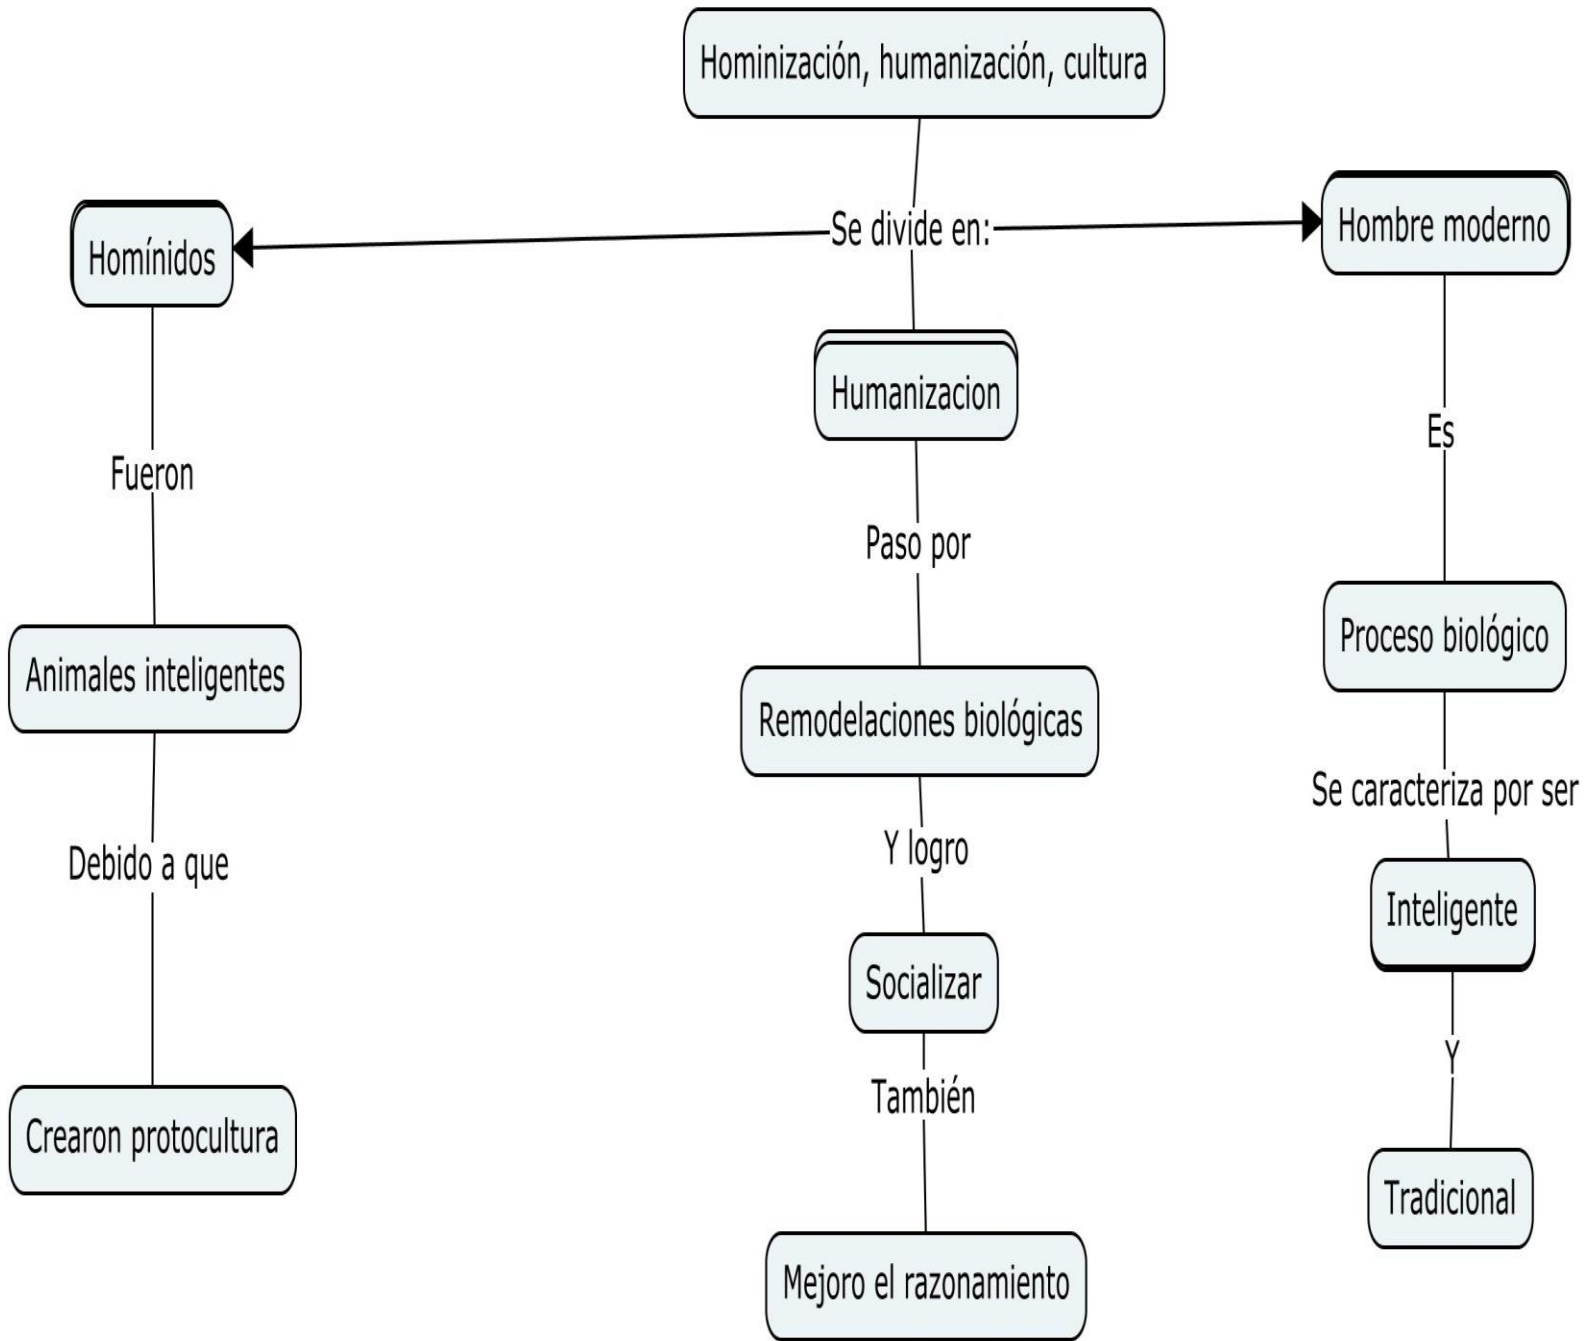 Hominización, humanización, cultura
Se divide en:
Homínidos
Fueron
Animales inteligentes
Debido a que
Crearon protocultura
Humanizacion
Paso por
Remodelaciones biológicas
Y logro
Socializar
También
Mejoro el razonamiento
Hombre moderno
Es
Proceso biológico
Se caracteriza por ser
Inteligente
Y
Tradicional